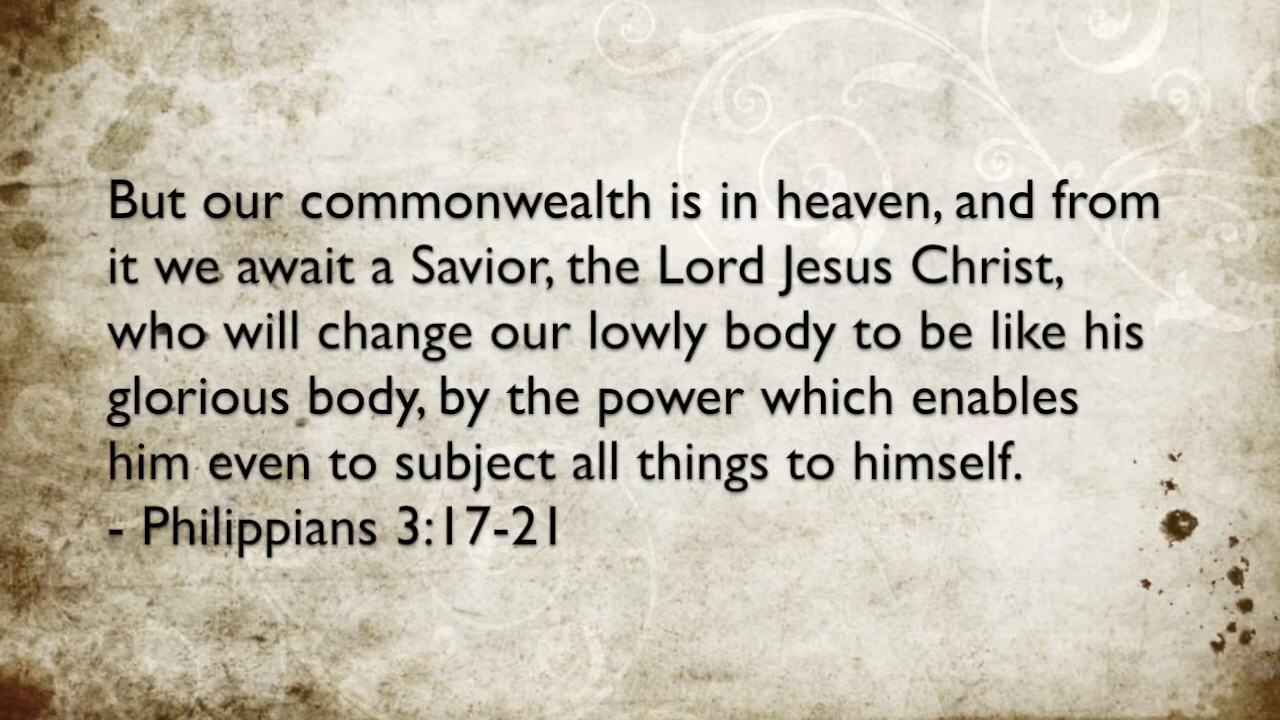 But our commonwealth is in heaven, and from
it we await a Savior, the Lord Jesus Christ,
who will change our lowly body to be like his
glorious body, by the power which enables
him even to subject all things to himself.
- Philippians 3:17-21